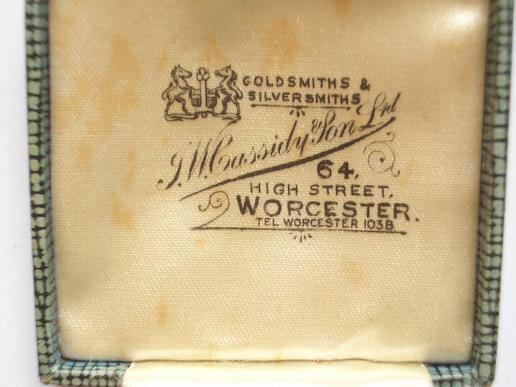 GOLDSMITHS &
SILVERSMITHS
J.W. Cassidy & Son Ltd
64,
HIGH STREET,
WORCESTER.
TEL WORCESTER 1038